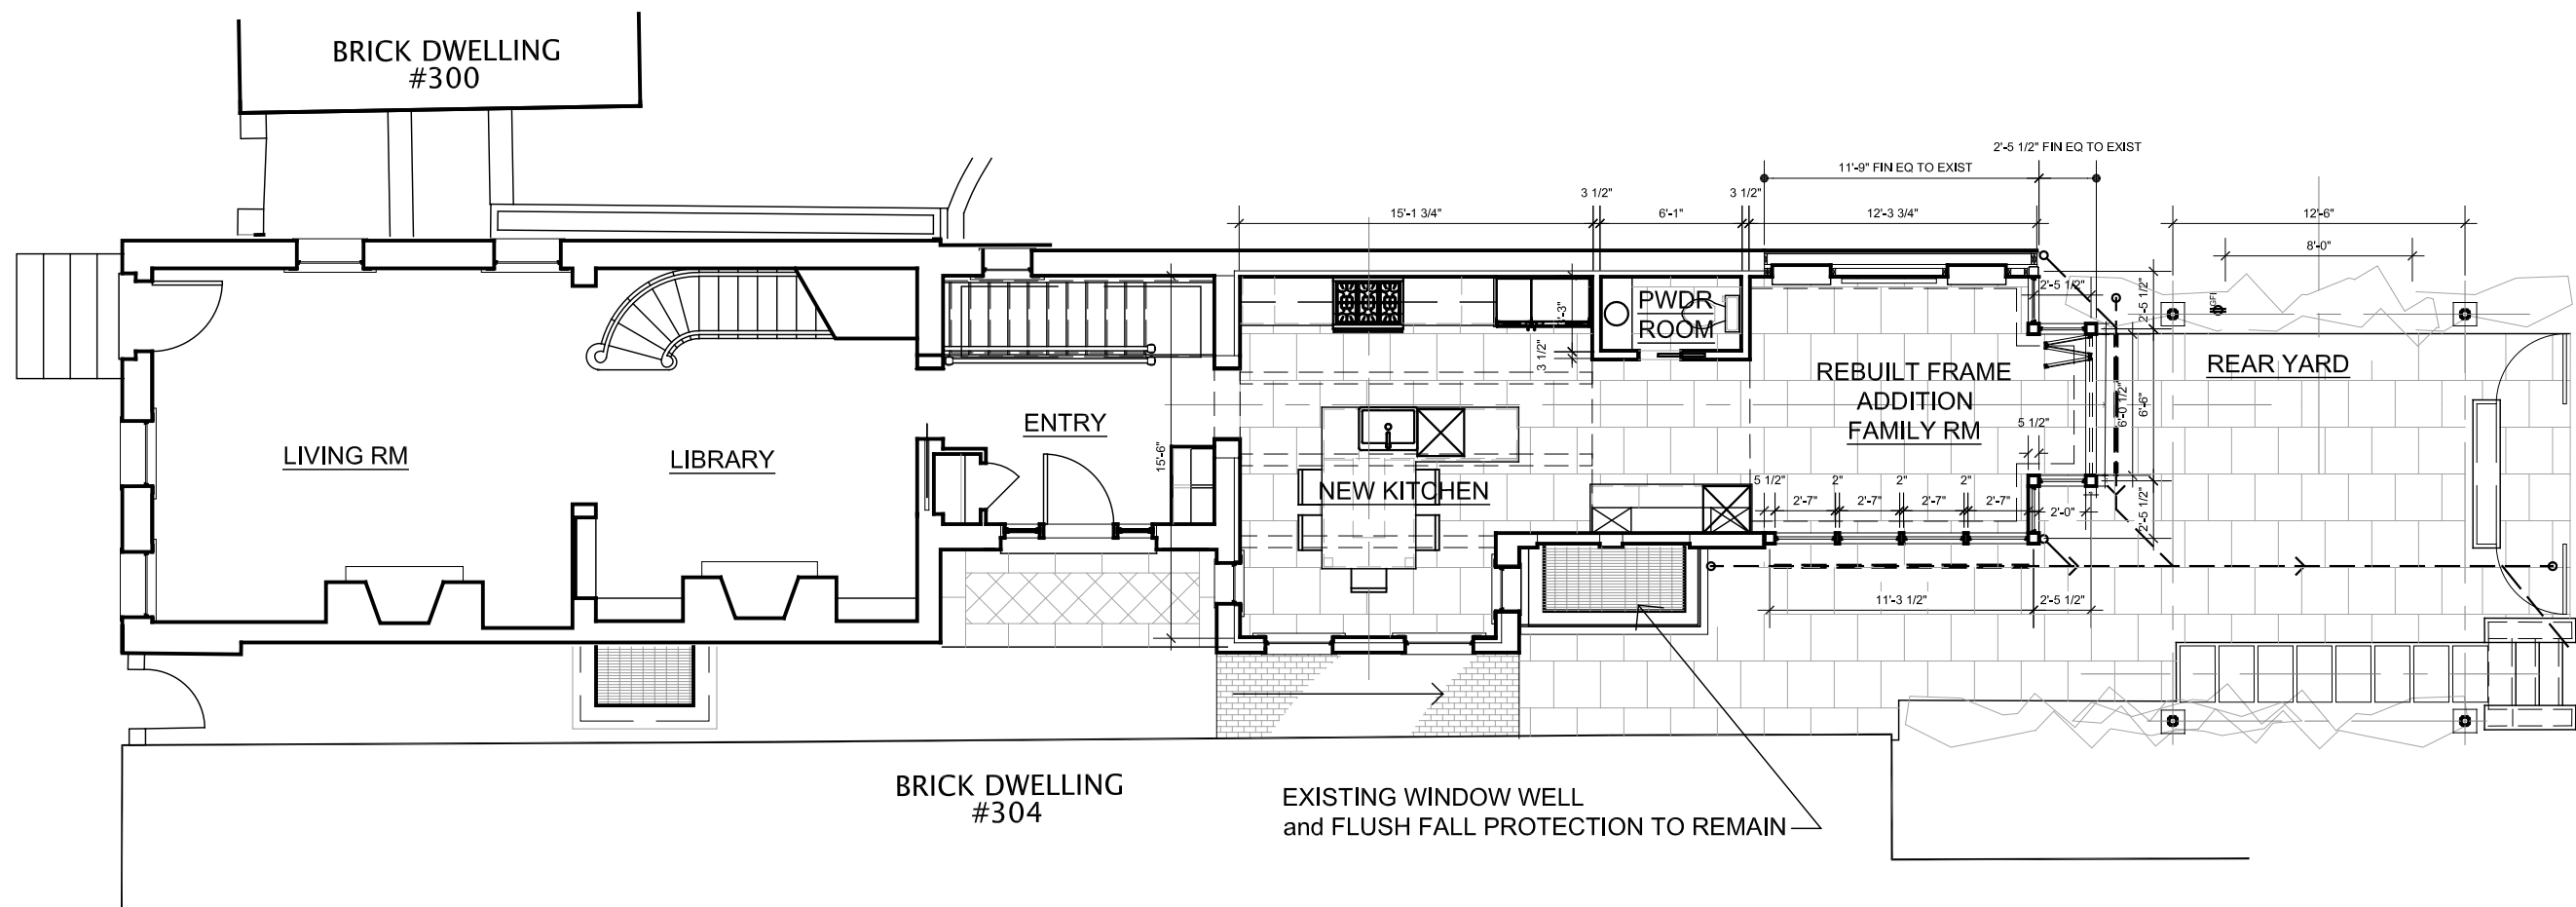 BRICK DWELLING
#300
2'-5 1/2" FIN EQ TO EXIST
11'-9" FIN EQ TO EXIST
3 1/2"
3 1/2"
15'-1 3/4"
6'-1"
12'-3 3/4"
12'-6"
8'-0"
PWDR
ROOM
3 1/2"
2'-5 1/2"
2'-5 1/2"
GFI
REBUILT FRAME
ADDITION
FAMILY RM
REAR YARD
6'-0 1/2"
6'-6"
5 1/2"
LIVING RM
LIBRARY
ENTRY
15'-6"
NEW KITCHEN
5 1/2"
2"
2"
2"
2'-7"
2'-7"
2'-7"
2'-7"
2'-0"
2'-5 1/2"
11'-3 1/2"
2'-5 1/2"
BRICK DWELLING
#304
EXISTING WINDOW WELL
and FLUSH FALL PROTECTION TO REMAIN